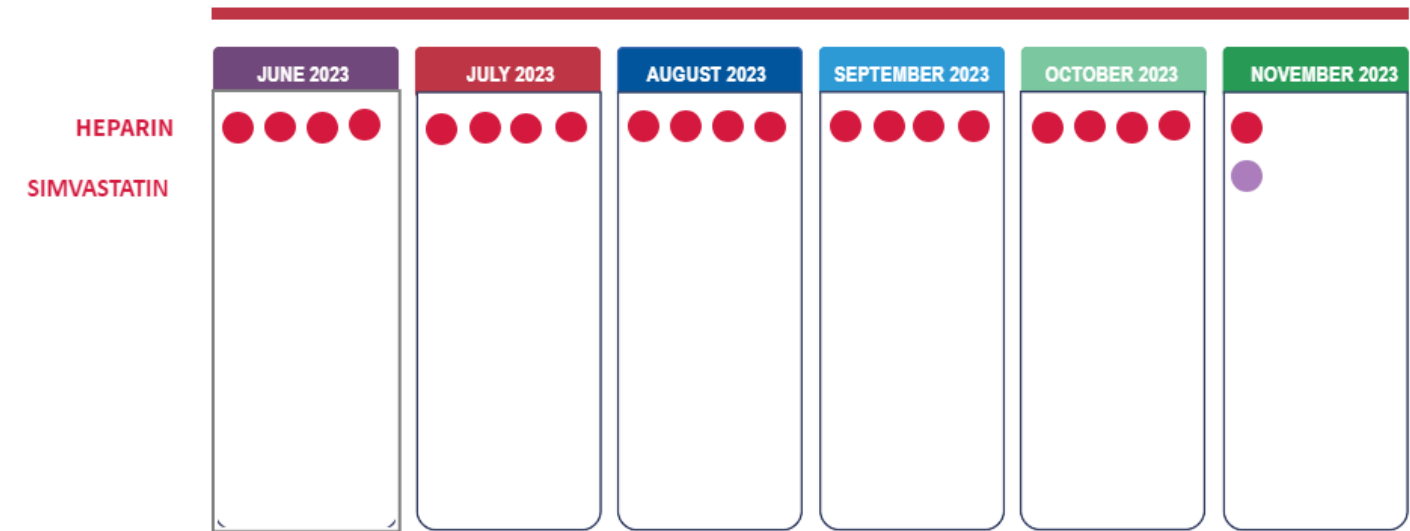 JUNE 2023
JULY 2023
AUGUST 2023
SEPTEMBER 2023
OCTOBER 2023
NOVEMBER 2023
HEPARIN
SIMVASTATIN